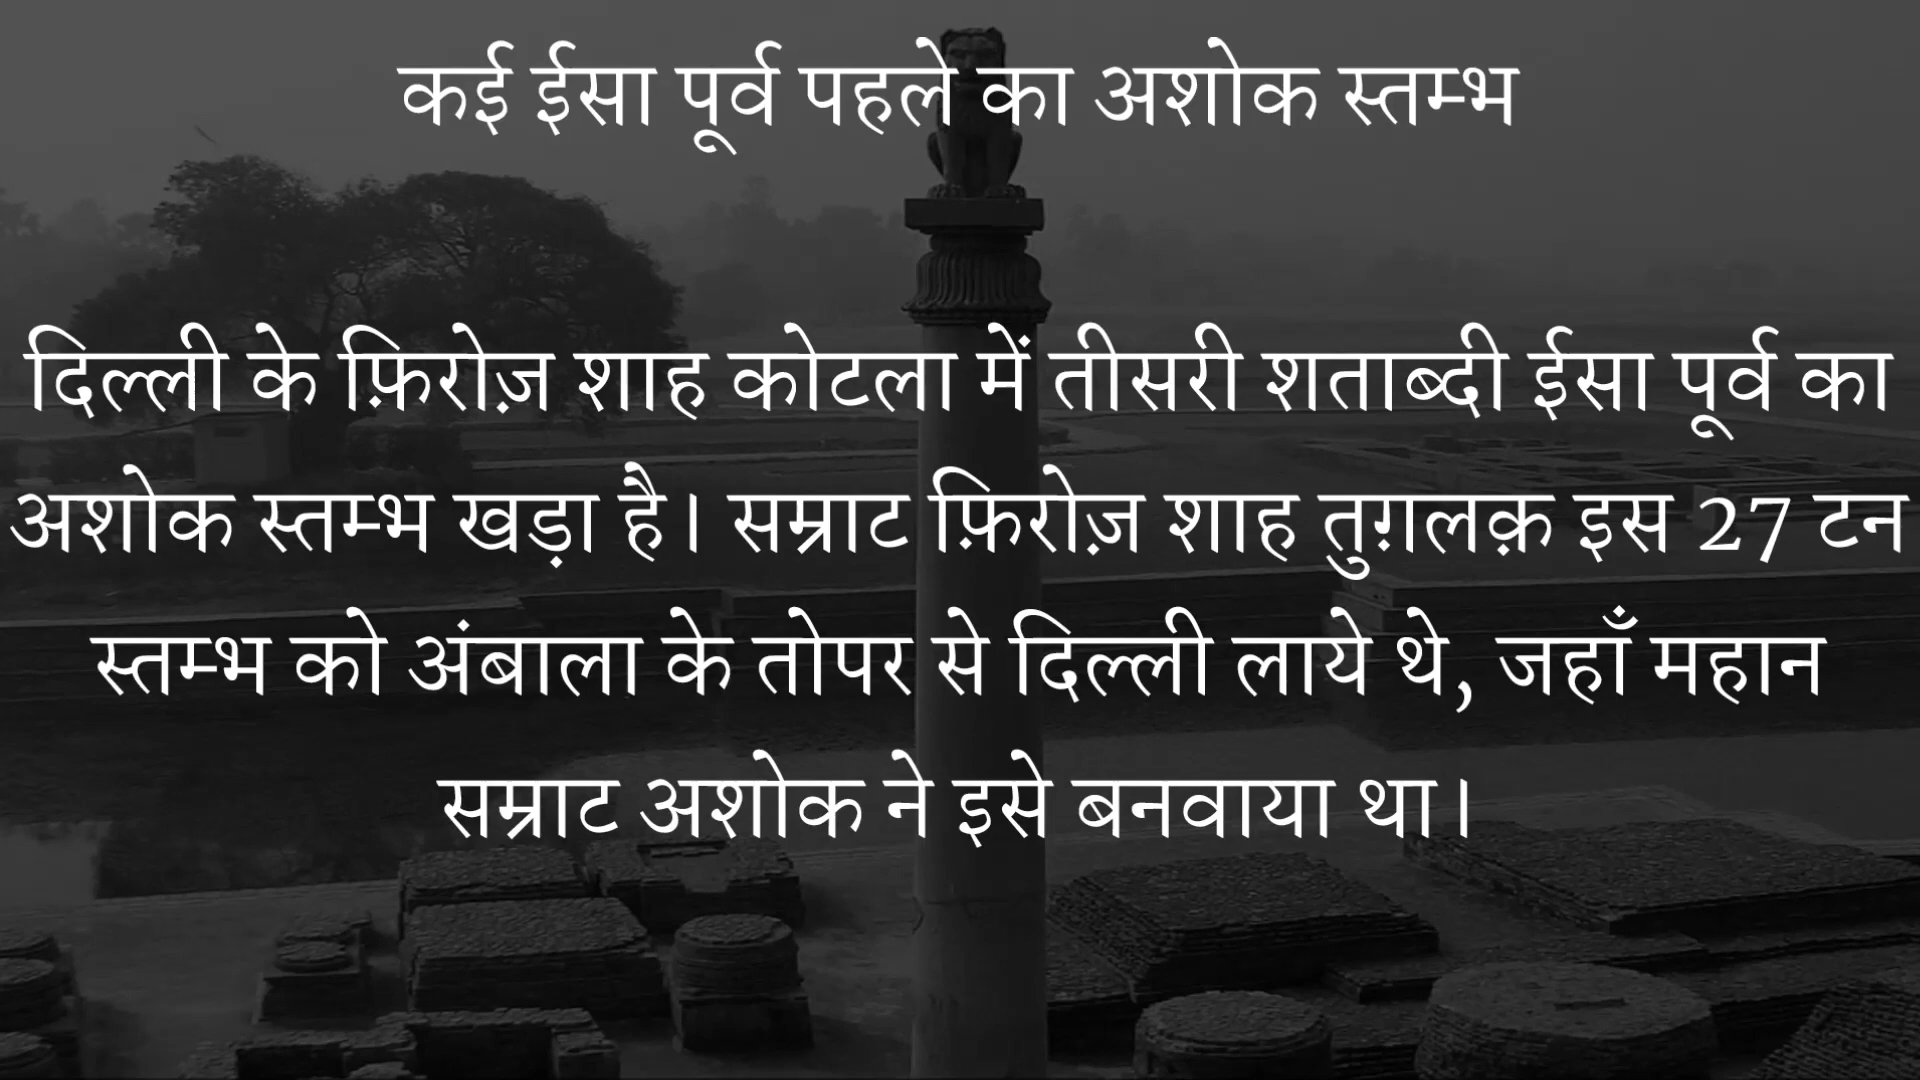 कई ईसा पूर्व पहले का अशोक स्तम्भ
दिल्ली के फ़िरोज़ शाह कोटला में तीसरी शताब्दी ईसा पूर्व का
अशोक स्तम्भ खड़ा है। सम्राट फ़िरोज़ शाह तुग़लक़ इस 27 टन
स्तम्भ को अंबाला के तोपर से दिल्ली लाये थे, जहाँ महान
सम्राट अशोक ने इसे बनवाया था।